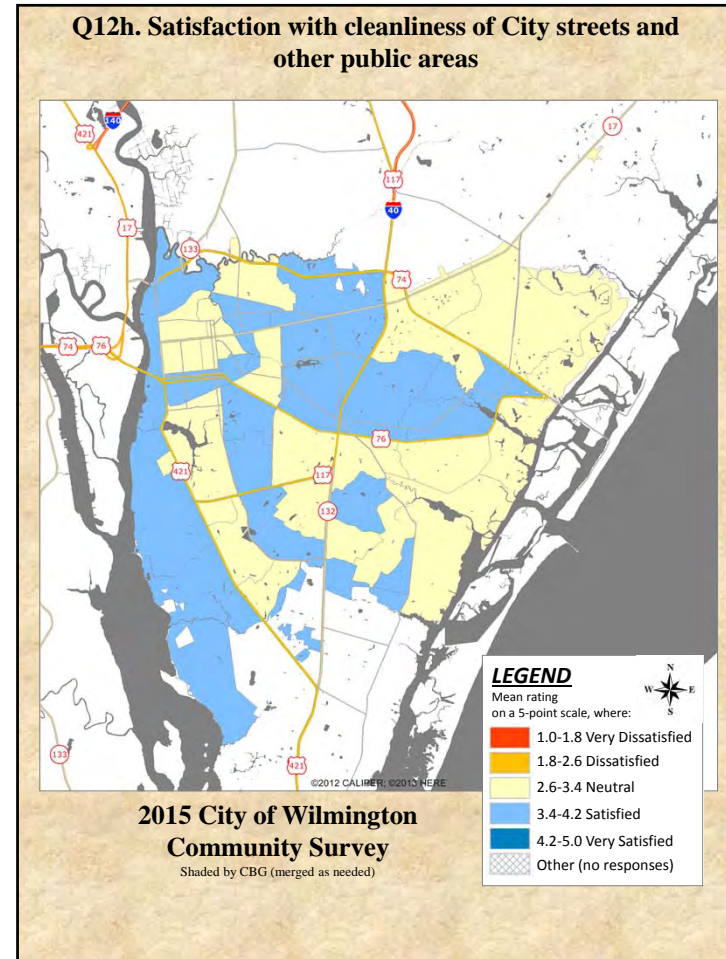 Q12h. Satisfaction with cleanliness of City streets and
other public areas
140
421
17
117
40
17
133
74
74
76
76
421
117
132
133
421
©2012 CALIPER; ©2013 HERE
LEGEND
Mean rating
on a 5-point scale, where:
N
W
E
S
1.0-1.8 Very Dissatisfied
1.8-2.6 Dissatisfied
2.6-3.4 Neutral
3.4-4.2 Satisfied
4.2-5.0 Very Satisfied
Other (no responses)
2015 City of Wilmington
Community Survey
Shaded by CBG (merged as needed)